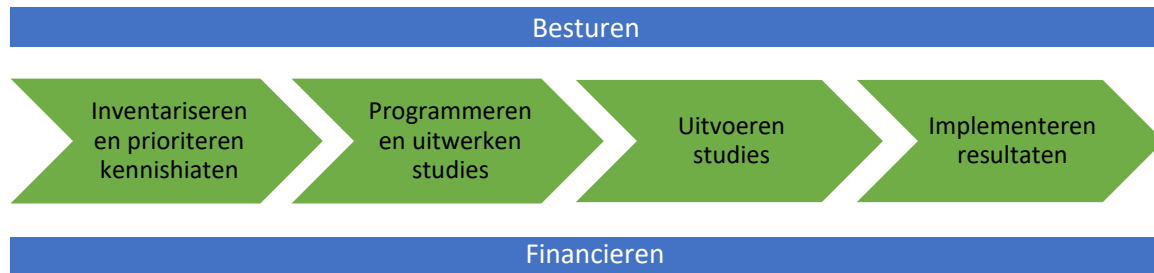 Besturen
Inventariseren
en prioriteren
kennishiaten
Programmeren
en uitwerken
studies
Uitvoeren
studies
Implementeren
resultaten
Financieren